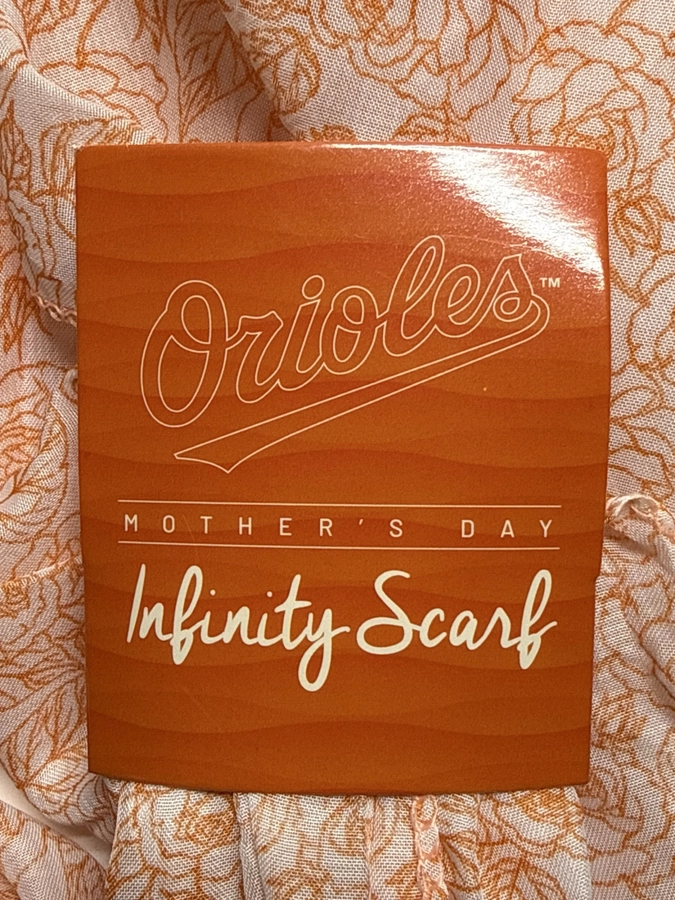 Orioles™
MOTHER'S DAY
Infinity Scarf